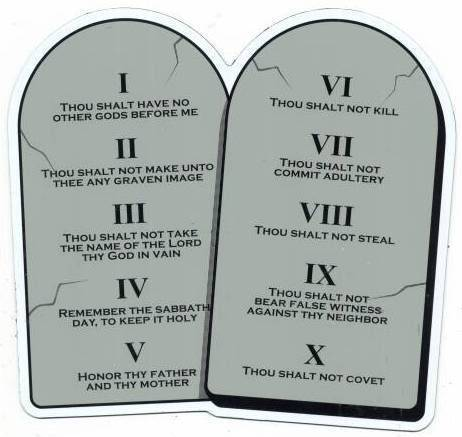 I
THOU SHALT HAVE NO
OTHER GODS BEFORE ME
II
THOU SHALT NOT MAKE UNTO
THEE ANY GRAVEN IMAGE
III
THOU SHALT NOT TAKE
THE NAME OF THE LORD
THY GOD IN VAIN
IV
REMEMBER THE SABBATH
DAY, TO KEEP IT HOLY
V
HONOR THY FATHER
AND THY MOTHER
VI
THOU SHALT NOT KILL
VII
THOU SHALT NOT
COMMIT ADULTERY
VIII
THOU SHALT NOT STEAL
IX
THOU SHALT NOT
BEAR FALSE WITNESS
AGAINST THY NEIGHBOR
X
THOU SHALT NOT COVET